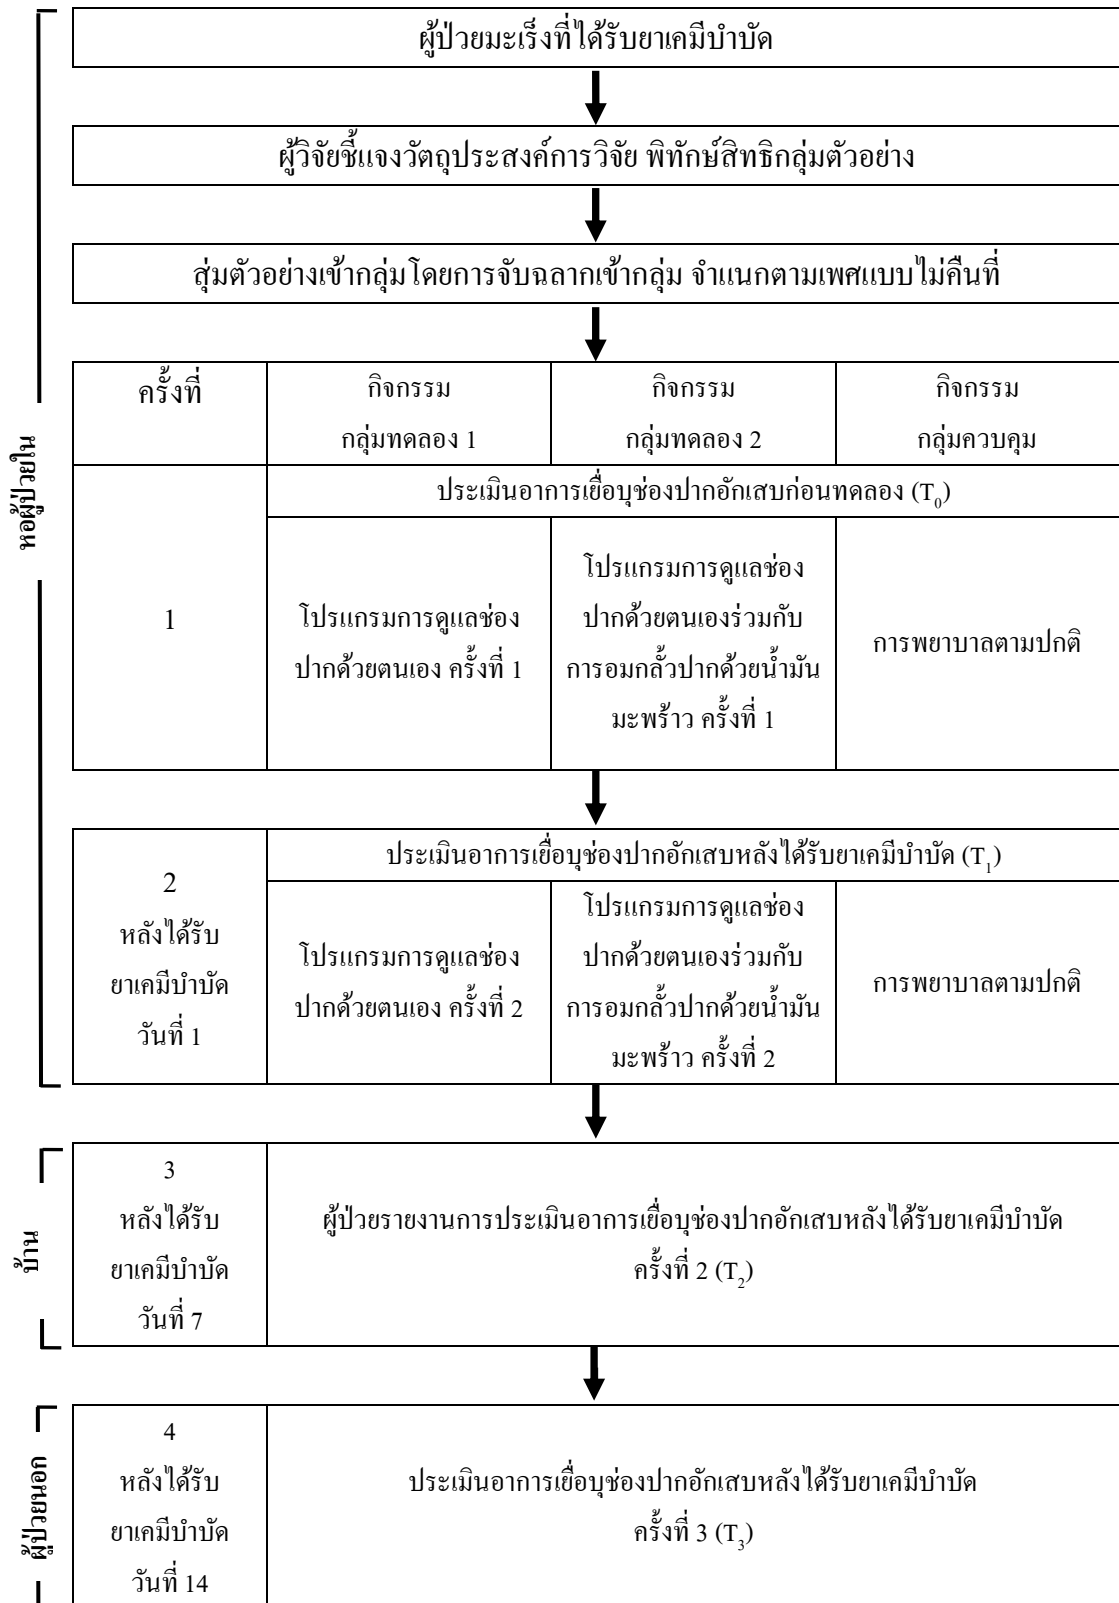 ผู้ป่วยมะเร็งที่ได้รับยาเคมีบำบัด
ผู้วิจัยชี้แจงวัตถุประสงค์การวิจัย พิทักษ์สิทธิกลุ่มตัวอย่าง
สุ่มตัวอย่างเข้ากลุ่มโดยการจับฉลากเข้ากลุ่ม จำแนกตามเพศแบบไม่คืนที่
หอผู้ป่วยใน
ครั้งที่
กิจกรรม
กลุ่มทดลอง 1
กิจกรรม
กลุ่มทดลอง 2
กิจกรรม
กลุ่มควบคุม
1
ประเมินอาการเยื่อบุช่องปากอักเสบก่อนทดลอง (T₀)
โปรแกรมการดูแลช่อง
ปากด้วยตนเอง ครั้งที่ 1
โปรแกรมการดูแลช่อง
ปากด้วยตนเองร่วมกับ
การอมกลั้วปากด้วยน้ำมัน
มะพร้าว ครั้งที่ 1
การพยาบาลตามปกติ
2
หลังได้รับ
ยาเคมีบำบัด
วันที่ 1
ประเมินอาการเยื่อบุช่องปากอักเสบหลังได้รับยาเคมีบำบัด (T₁)
โปรแกรมการดูแลช่อง
ปากด้วยตนเอง ครั้งที่ 2
โปรแกรมการดูแลช่อง
ปากด้วยตนเองร่วมกับ
การอมกลั้วปากด้วยน้ำมัน
มะพร้าว ครั้งที่ 2
การพยาบาลตามปกติ
บ้าน
3
หลังได้รับ
ยาเคมีบำบัด
วันที่ 7
ผู้ป่วยรายงานการประเมินอาการเยื่อบุช่องปากอักเสบหลังได้รับยาเคมีบำบัด
ครั้งที่ 2 (T₂)
ผู้ป่วยนอก
4
หลังได้รับ
ยาเคมีบำบัด
วันที่ 14
ประเมินอาการเยื่อบุช่องปากอักเสบหลังได้รับยาเคมีบำบัด
ครั้งที่ 3 (T₃)